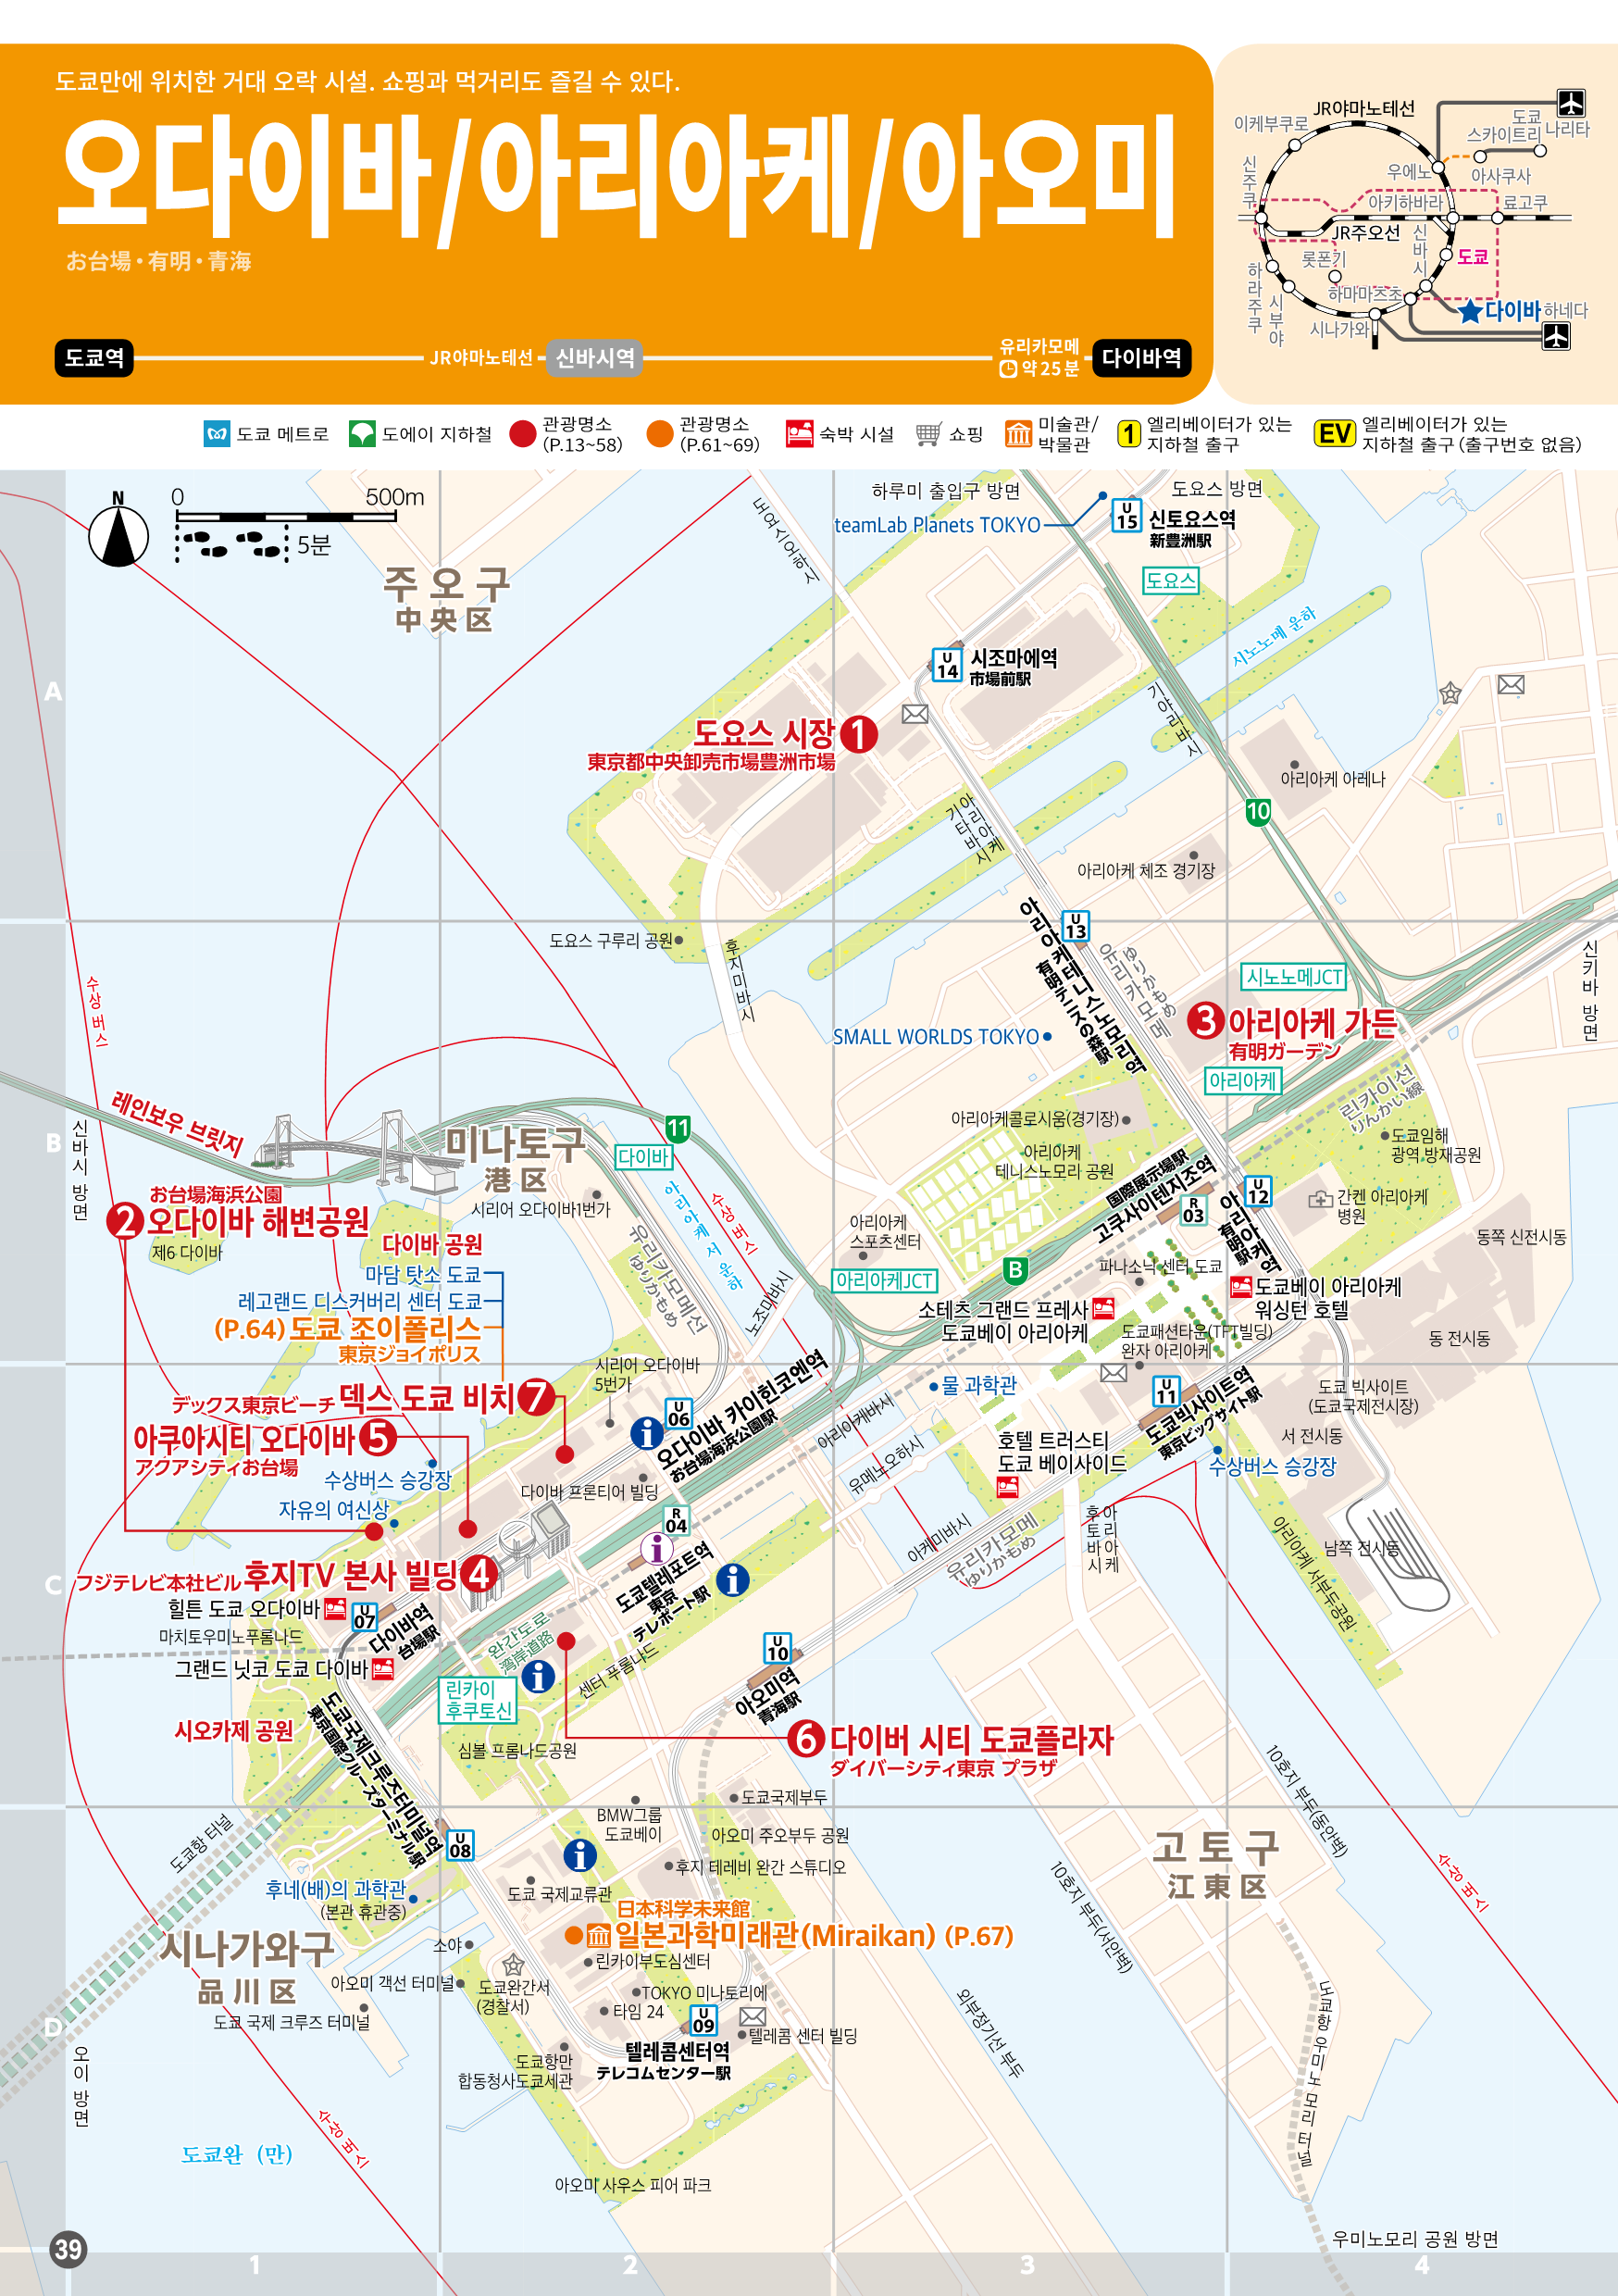 도쿄만에 위치한 거대 오락 시설. 쇼핑과 먹거리도 즐길 수 있다.
오다이바/아리아케/아오미
お台場・有明・青海
도쿄역
JR야마노테선
신바시역
유리카모메
약 25분
다이바역
JR야마노테선
이케부쿠로
도쿄
스카이트리
나리타
신주쿠
우에노
아사쿠사
아키하바라
료고쿠
JR주오선
신바시
롯폰기
도쿄
하라주쿠
시부야
하마마츠초
다이바
하네다
시나가와
도쿄 메트로
도에이 지하철
관광명소
(P.13~58)
관광명소
(P.61~69)
숙박 시설
쇼핑
미술관/
박물관
1
엘리베이터가 있는
지하철 출구
EV
엘리베이터가 있는
지하철 출구 (출구번호 없음)
N
0
500m
5분
하루미 출입구 방면
도요스 방면
teamLab Planets TOKYO
U
15
신토요스역
新豊洲駅
도요스
주오구
中央区
시노노메 운하
A
U
14
시조마에역
市場前駅
도요스 시장 1
東京都中央卸売市場豊洲市場
기야리바시
아리아케 아레나
10
아리아케
기타바시
아리아케 체조 경기장
U
13
도요스 구루리 공원
후지미바시
아리아케테니스노모리역
有明テニスの森駅
유리카모메
ゆりかもめ
시노노메JCT
신키바 방면
수상 버스
SMALL WORLDS TOKYO
3 아리아케 가든
有明ガーデン
아리아케
린카이선
りんかい線
레인보우 브릿지
B
신바시 방면
미나토구
港区
11
다이바
아리아케콜로시움(경기장)
아리아케
테니스노모리 공원
도쿄임해
광역 방재공원
お台場海浜公園
2 오다이바 해변공원
제6 다이바
시리어 오다이바1번가
아리아케 서 운하
수상 버스
国際展示場駅
고쿠사이텐지조역
R
03
U
12
아리아케역
有明駅
간켄 아리아케
병원
동쪽 신전시동
다이바 공원
마담 탓소 도쿄
레고랜드 디스커버리 센터 도쿄
(P.64) 도쿄 조이폴리스
東京ジョイポリス
유리카모메선
ゆりかもめ
노조미바시
아리아케
스포츠센터
아리아케JCT
B
파나소닉 센터 도쿄
소테츠 그랜드 프레사
도쿄베이 아리아케
도쿄베이 아리아케
워싱턴 호텔
도쿄패션타운(TFT빌딩)
완자 아리아케
동 전시동
시리어 오다이바
5번가
デックス東京ビーチ 덱스 도쿄 비치 7
아쿠아시티 오다이바 5
アクアシティお台場
U
06
오다이바 카이힌코엔역
お台場海浜公園駅
물 과학관
아리아케바시
U
11
도쿄빅사이트역
東京ビッグサイト駅
도쿄 빅사이트
(도쿄국제전시장)
서 전시동
수상버스 승강장
수상버스 승강장
자유의 여신상
다이바 프론티어 빌딩
유메노오하시
호텔 트러스티
도쿄 베이사이드
R
04
아케미바시
유리카모메
ゆりかもめ
아리아케
후토바시
남쪽 전시동
아리아케 서부두공원
C
フジテレビ本社ビル 후지TV 본사 빌딩 4
힐튼 도쿄 오다이바
U
07
다이바역
台場駅
마치토우미노푸롬나드
그랜드 닛코 도쿄 다이바
도쿄텔레포트역
東京
テレポート駅
완간도로
湾岸道路
센터 푸롬나드
U
10
아오미역
青海駅
린카이
후쿠토신
시오카제 공원
도쿄국제크루즈터미널역
東京国際クルーズターミナル駅
심볼 프롬나드공원
6 다이버 시티 도쿄플라자
ダイバーシティ東京 プラザ
도쿄국제부두
BMW그룹
도쿄베이
아오미 주오부두 공원
후지 테레비 완간 스튜디오
10호지 부두(동안벽)
고토구
江東区
도쿄항 터널
U
08
도쿄 국제교류관
후네(배)의 과학관
(본관 휴관중)
日本科学未来館
일본과학미래관(Miraikan) (P.67)
10호지 부두(서안벽)
수상 버스
시나가와구
品川区
소야
린카이부도심센터
아오미 객선 터미널
도쿄완간서
(경찰서)
TOKYO 미나토리에
타임 24
도쿄 국제 크루즈 터미널
U
09
텔레콤 센터 빌딩
텔레콤센터역
テレコムセンター駅
외부정기선 부두
도쿄항 우미노 모리 터널
D
오이 방면
도쿄항만
합동청사도쿄세관
도쿄완 (만)
수상 버스
아오미 사우스 피어 파크
우미노모리 공원 방면
39
1
2
3
4